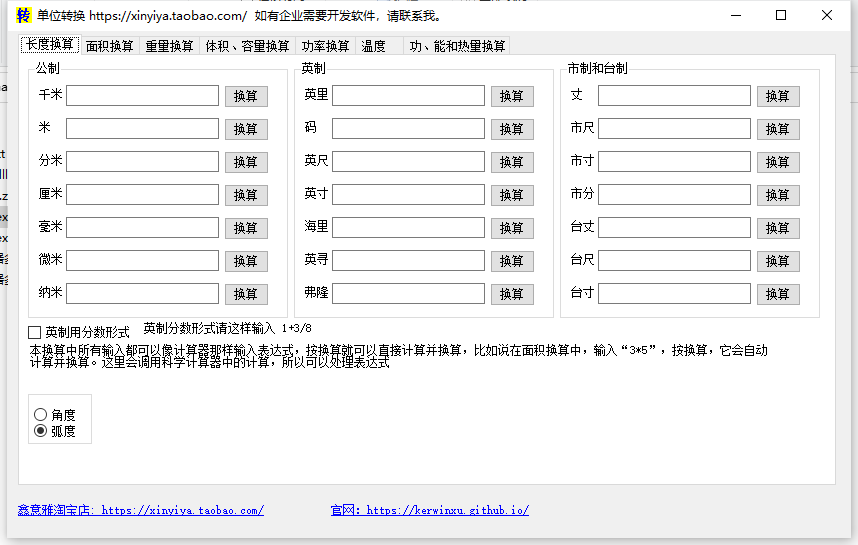 转 单位转换 https://xinyiya.taobao.com/ 如有企业需要开发软件，请联系我。
长度换算 面积换算 重量换算 体积、容量换算 功率换算 温度 功、能和热量换算
公制 英制 市制和台制
千米 换算 英里 换算 丈 换算
米 换算 码 换算 市尺 换算
分米 换算 英尺 换算 市寸 换算
厘米 换算 英寸 换算 市分 换算
毫米 换算 海里 换算 台丈 换算
微米 换算 英寻 换算 台尺 换算
纳米 换算 弗隆 换算 台寸 换算
英制用分数形式 英制分数形式请这样输入 1+3/8
本换算中所有输入都可以像计算器那样输入表达式，按换算就可以直接计算并换算，比如说在面积换算中，输入“3*5”，按换算，它会自动
计算并换算。这里会调用科学计算器中的计算，所以可以处理表达式
角度
弧度
鑫意雅淘宝店：https://xinyiya.taobao.com/ 官网：https://kerwinxu.github.io/